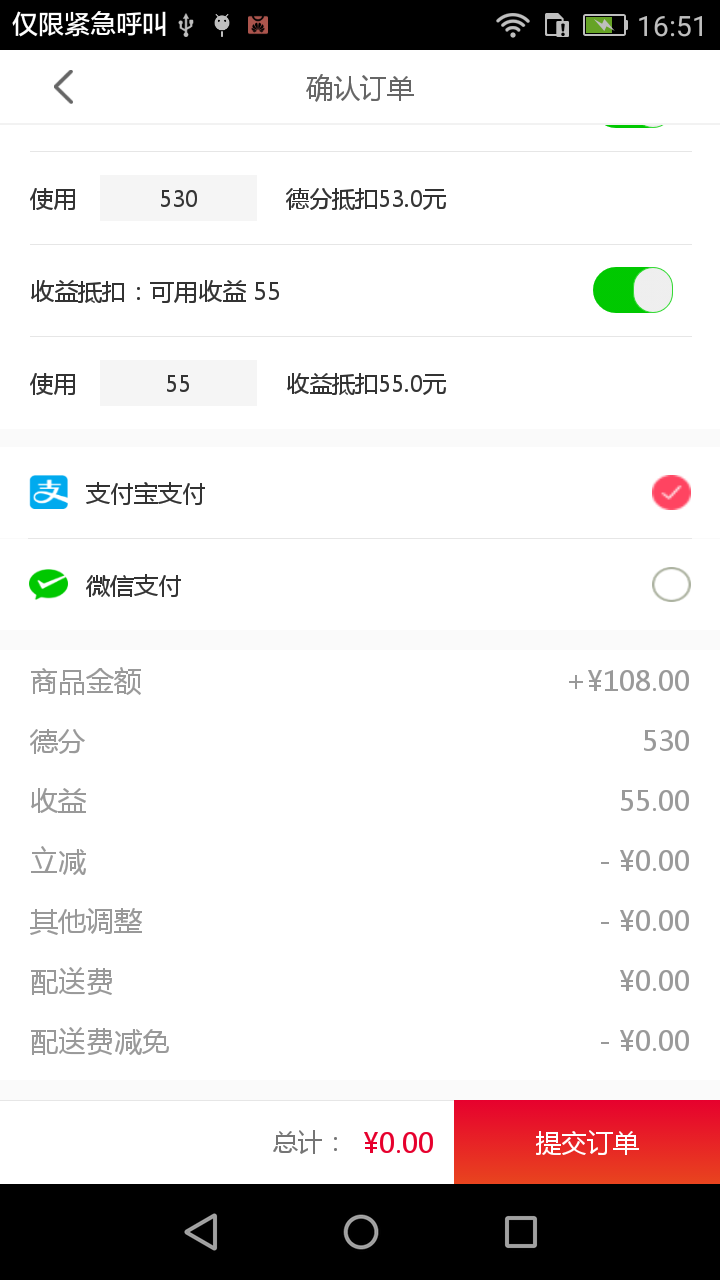 仅限紧急呼叫 16:51
确认订单
使用 530 德分抵扣53.0元
收益抵扣：可用收益 55
使用 55 收益抵扣55.0元
支付宝支付
微信支付
商品金额 +¥108.00
德分 530
收益 55.00
立减 - ¥0.00
其他调整 - ¥0.00
配送费 ¥0.00
配送费减免 - ¥0.00
总计： ¥0.00 提交订单